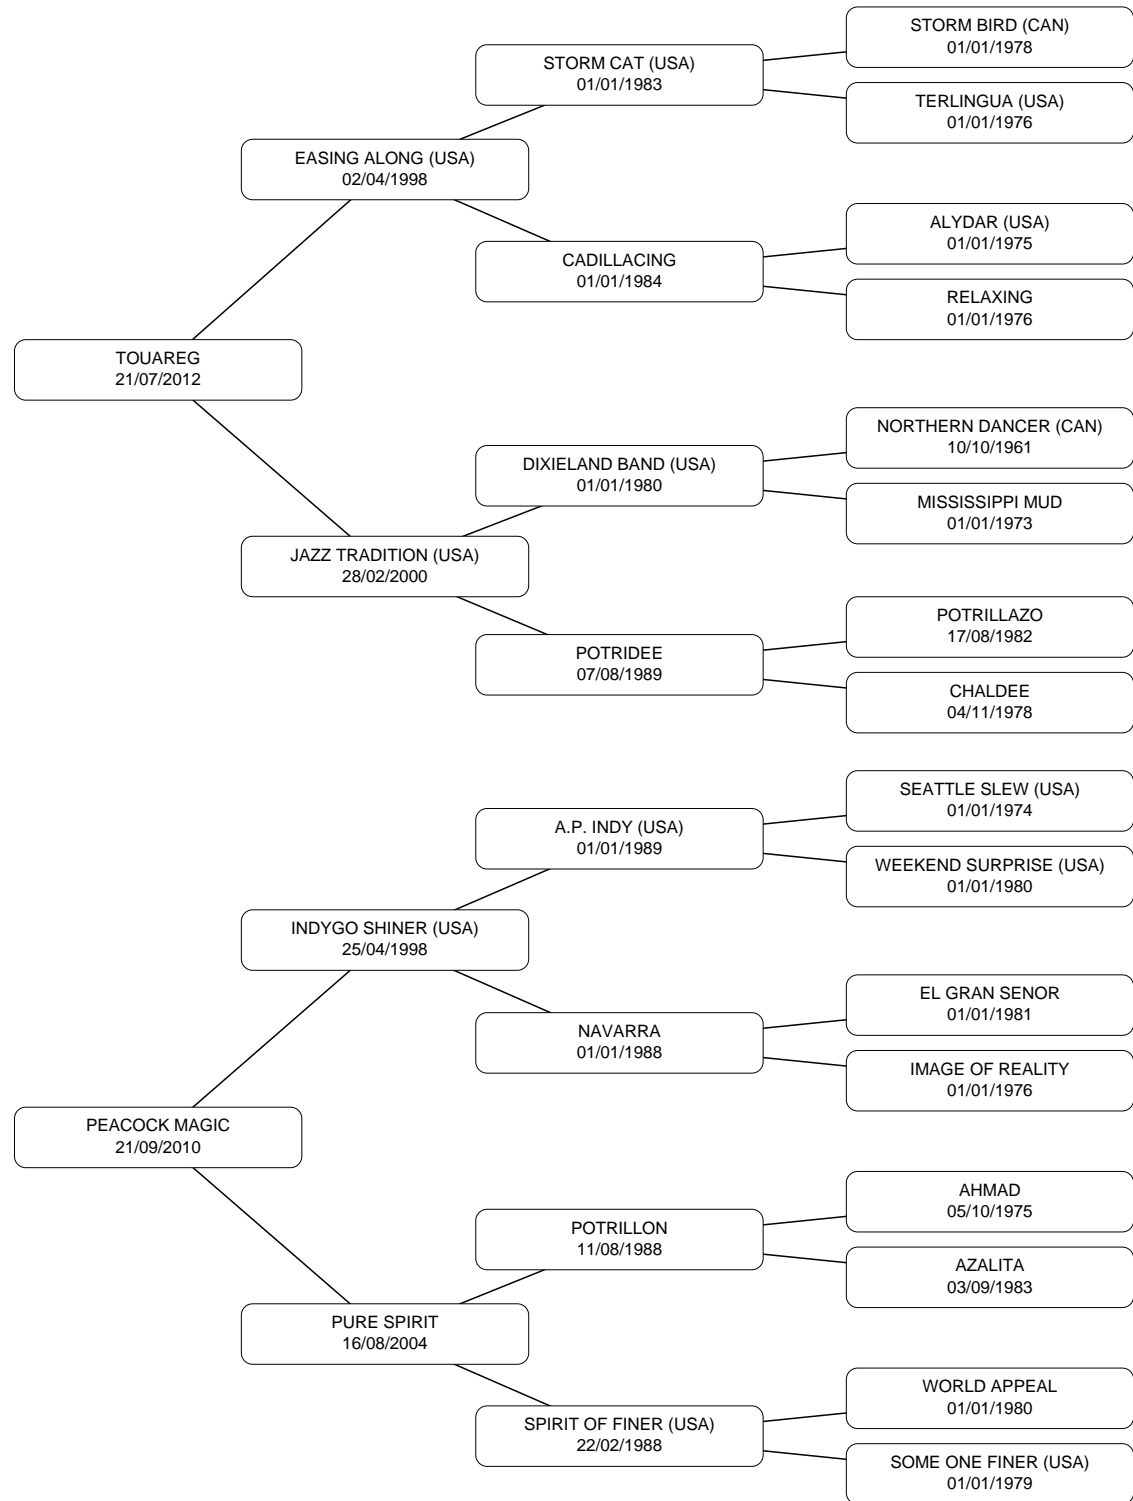 STORM BIRD (CAN)
01/01/1978
STORM CAT (USA)
01/01/1983
TERLINGUA (USA)
01/01/1976
EASING ALONG (USA)
02/04/1998
ALYDAR (USA)
01/01/1975
CADILLACING
01/01/1984
RELAXING
01/01/1976
TOUAREG
21/07/2012
NORTHERN DANCER (CAN)
10/10/1961
DIXIELAND BAND (USA)
01/01/1980
MISSISSIPPI MUD
01/01/1973
JAZZ TRADITION (USA)
28/02/2000
POTRILLAZO
17/08/1982
POTRIDEE
07/08/1989
CHALDEE
04/11/1978
SEATTLE SLEW (USA)
01/01/1974
A.P. INDY (USA)
01/01/1989
WEEKEND SURPRISE (USA)
01/01/1980
INDYGO SHINER (USA)
25/04/1998
EL GRAN SENOR
01/01/1981
NAVARRA
01/01/1988
IMAGE OF REALITY
01/01/1976
PEACOCK MAGIC
21/09/2010
AHMAD
05/10/1975
POTRILLON
11/08/1988
AZALITA
03/09/1983
PURE SPIRIT
16/08/2004
WORLD APPEAL
01/01/1980
SPIRIT OF FINER (USA)
22/02/1988
SOME ONE FINER (USA)
01/01/1979